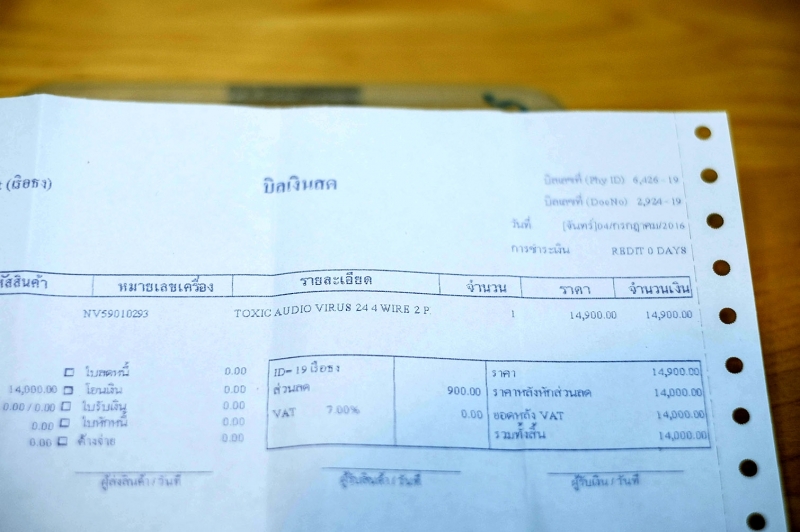 (เรืองธง)
บิลเงินสด
บิลเลขที่ (Phy ID) 6,426-19
บิลเลขที่ (DocNo) 2,924-19
วันที่ [จันทร์]04/กรกฎาคม/2016
การชำระเงิน REDIT 0 DAYS
หัสสินค้า หมายเลขเครื่อง รายละเอียด จำนวน ราคา จำนวนเงิน
NV59010293 TOXIC AUDIO VIRUS 24 4 WIRE 2 P 1 14,900.00 14,900.00
ใบลดหนี้ 0.00 ID= 19 ราคา 14,900.00
14,000.00 โอนเงิน 0.00 ส่วนลด 900.00 ราคาหลังหักส่วนลด 14,000.00
0.00 / 0.00 ใบรับเงิน 0.00 VAT 7.00% 0.00 ยอดหลัง VAT 14,000.00
0.00 ใบหักหนี้ 0.00 รวมทั้งสิ้น 14,000.00
0.00 ค้างจ่าย 0.00
ผู้ส่งสินค้า / วันที่ ผู้รับสินค้า / วันที่ ผู้รับเงิน / วันที่